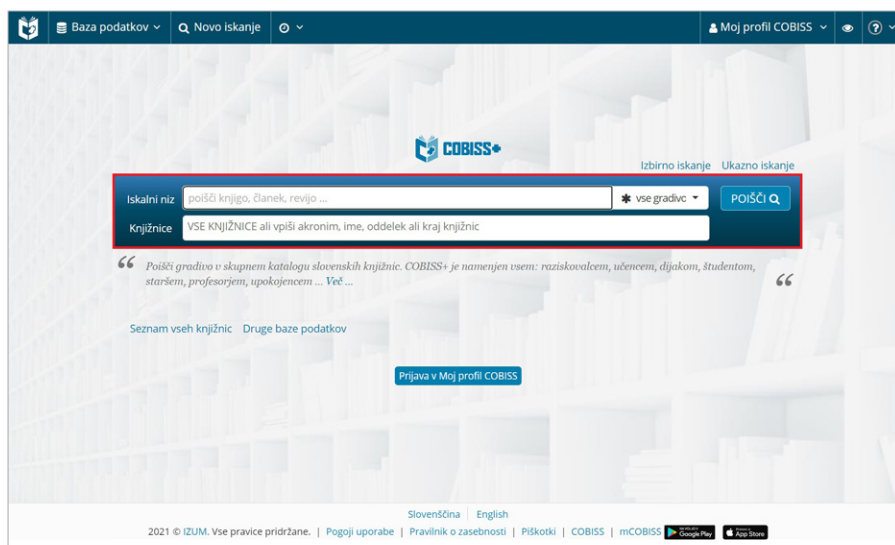 Baza podatkov Novo iskanje Moj profil COBISS ?
COBISS+
Izbirno iskanje Ukazno iskanje
Iskalni niz poišči knjigo, članek, revijo ... vse gradivo POIŠČI
Knjižnice VSE KNJIŽNICE ali vpiši akronim, ime, oddelek ali kraj knjižnic
“ Poišči gradivo v skupnem katalogu slovenskih knjižnic. COBISS+ je namenjen vsem: raziskovalcem, učencem, dijakom, študentom,
staršem, profesorjem, upokojencem ... Več ... “
Seznam vseh knjižnic Druge baze podatkov
Prijava v Moj profil COBISS
Slovenščina | English
2021 © IZUM. Vse pravice pridržane. | Pogoji uporabe | Pravilnik o zasebnosti | Piškotki | COBISS | mCOBISS Google Play App Store